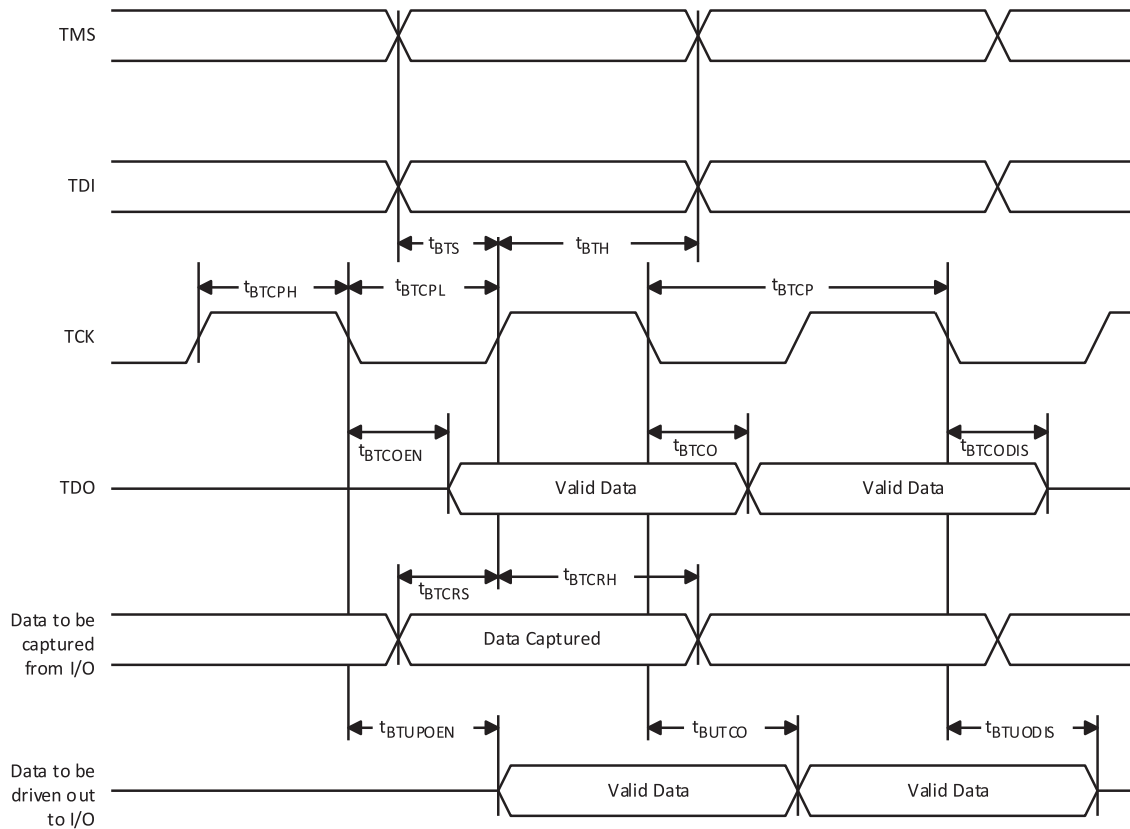 TMS
TDI
tBTS
tBTH
tBTCPH
tBTCPL
tBTCP
TCK
tBTCOEN
tBTCO
tBTCODIS
TDO
Valid Data
Valid Data
tBTCRS
tBTCRH
Data to be
captured
from I/O
Data Captured
tBTUPOEN
tBUTCO
tBTUODIS
Data to be
driven out
to I/O
Valid Data
Valid Data